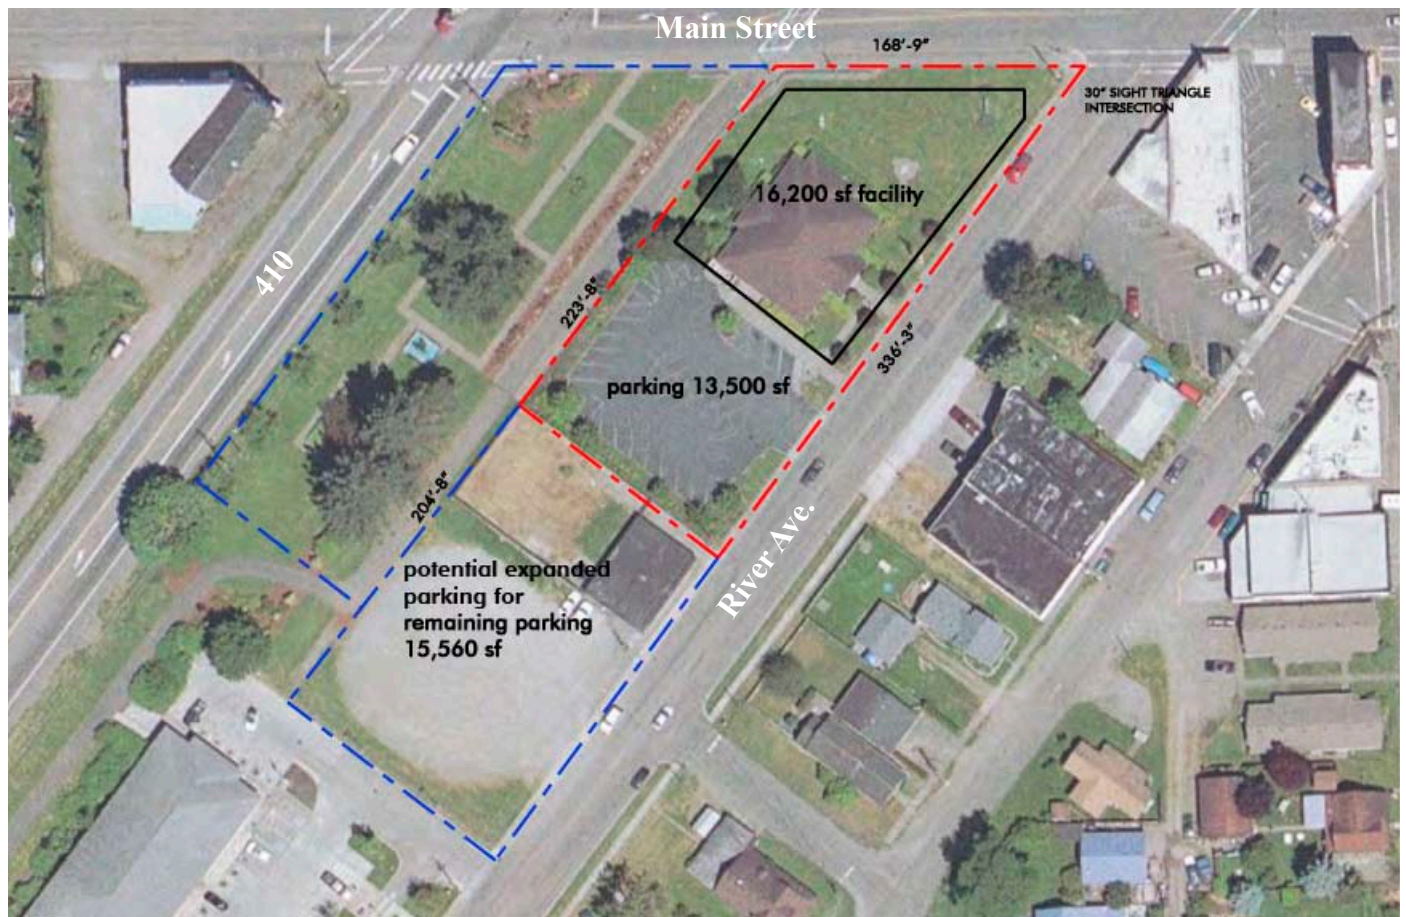 Main Street
168'-9"
30" SIGHT TRIANGLE
INTERSECTION
16,200 sf facility
410
223'-8"
336'-3"
parking 13,500 sf
204'-8"
River Ave.
potential expanded
parking for
remaining parking
15,560 sf